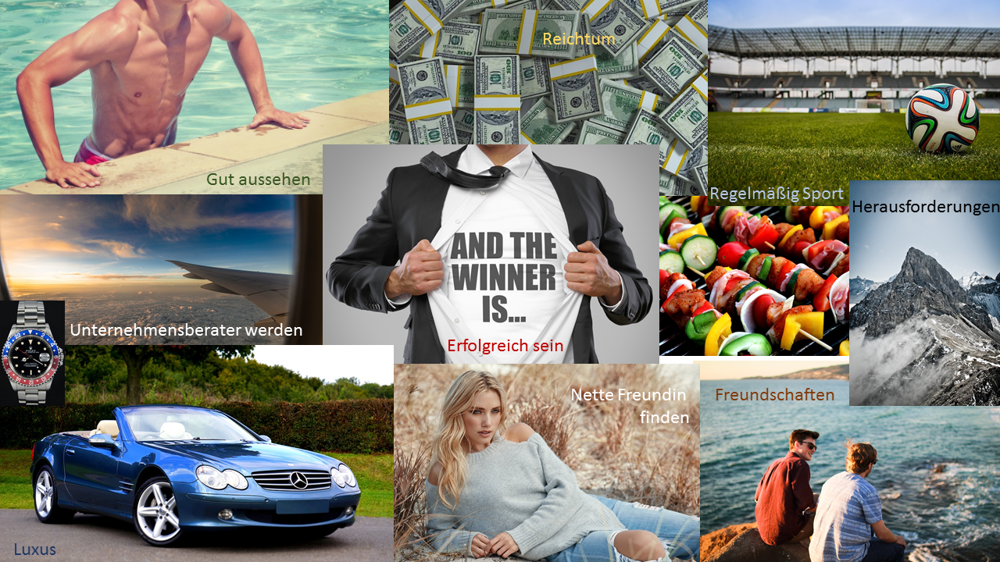 Reichtum
Gut aussehen
Regelmäßig Sport
Herausforderungen
AND THE
WINNER
IS...
Erfolgreich sein
Unternehmensberater werden
Nette Freundin
finden
Freundschaften
Luxus